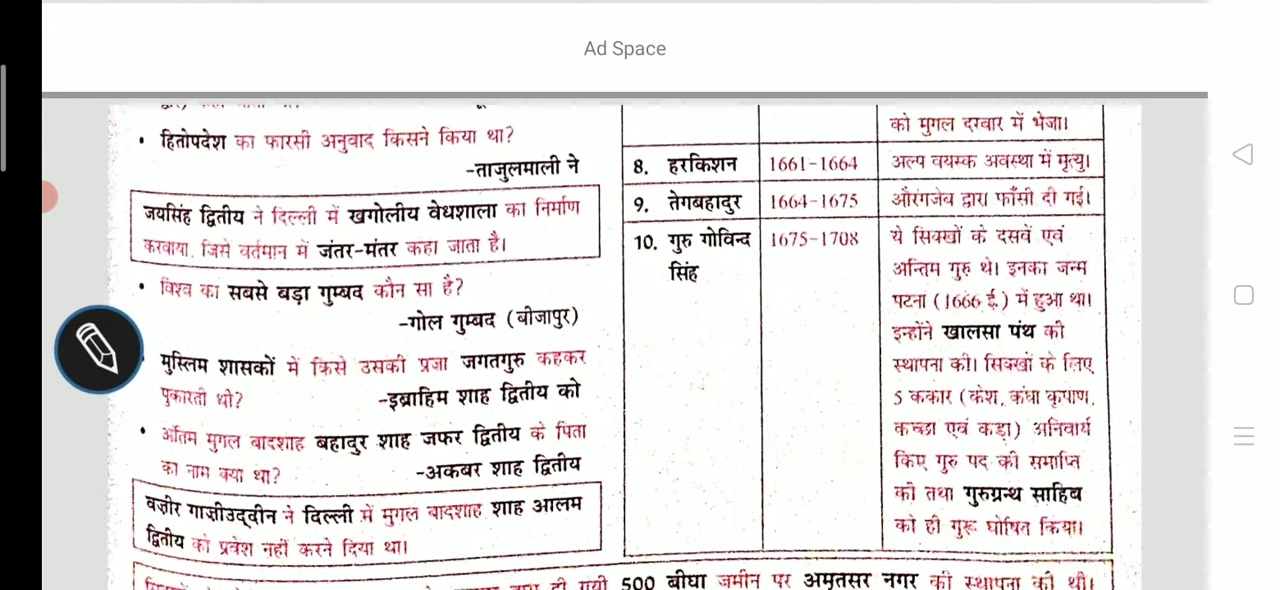 Ad Space
• हितोपदेश का फारसी अनुवाद किसने किया था?
-ताजुलमाली ने
जयसिंह द्वितीय ने दिल्ली में खगोलीय वेधशाला का निर्माण
करवाया, जिसे वर्तमान में जंतर-मंतर कहा जाता है।
• विश्व का सबसे बड़ा गुम्बद कौन सा है?
-गोल गुम्बद (बीजापुर)
• मुस्लिम शासकों में किसे उसकी प्रजा जगतगुरु कहकर
पुकारती थी?
-इब्राहिम शाह द्वितीय को
• अंतिम मुगल बादशाह बहादुर शाह जफर द्वितीय के पिता
का नाम क्या था?
-अकबर शाह द्वितीय
वज़ीर गाज़ीउद्दीन ने दिल्ली में मुगल बादशाह शाह आलम
द्वितीय को प्रवेश नहीं करने दिया था।
को मुगल दरबार में भेजा।
8. हरकिशन 1661-1664 अल्प वयस्क अवस्था में मृत्यु।
9. तेगबहादुर 1664-1675 औरंगजेब द्वारा फाँसी दी गई।
10. गुरु गोविन्द 1675-1708 ये सिक्खों के दसवें एवं
सिंह अन्तिम गुरु थे। इनका जन्म
पटना (1666 ई.) में हुआ था।
इन्होंने खालसा पंथ की
स्थापना की। सिक्खों के लिए
5 ककार (केश, कंघा कृपाण,
कच्छा एवं कड़ा) अनिवार्य
किए गुरु पद की समाप्ति
की तथा गुरुग्रन्थ साहिब
को ही गुरू घोषित किया।
500 बीघा जमीन पर अमृतसर नगर की स्थापना की थी।